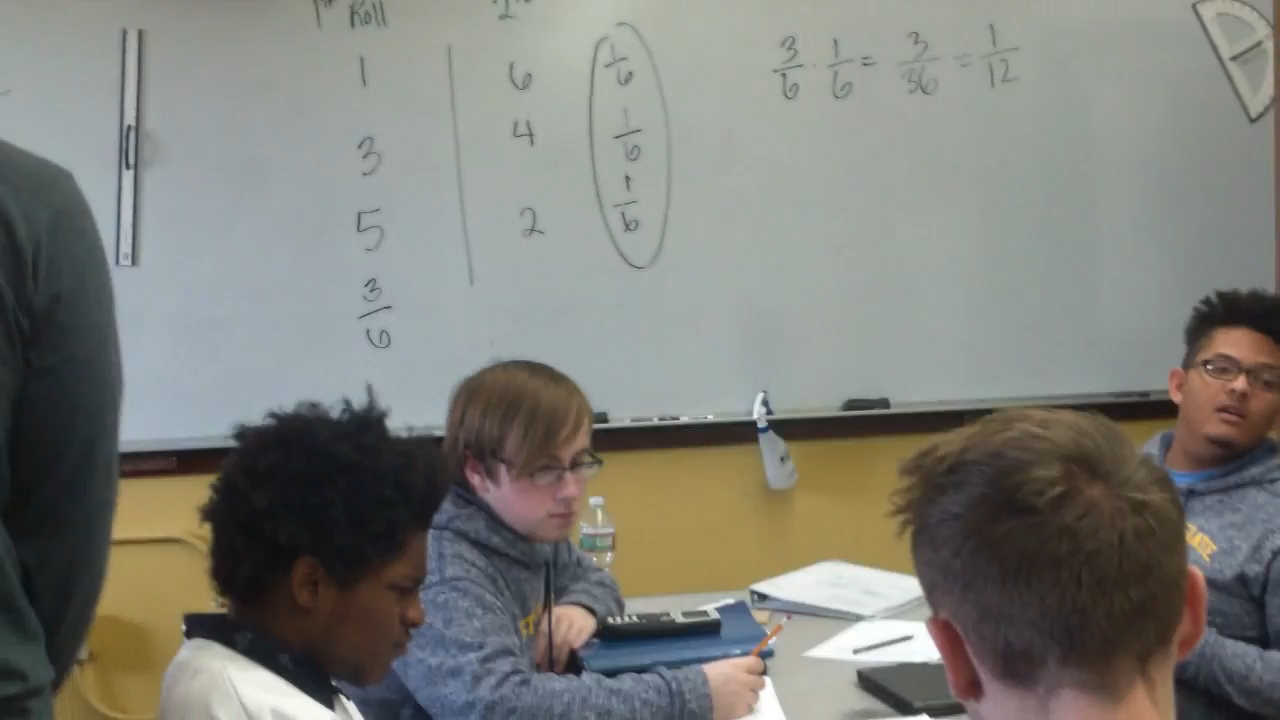 1st Roll 2nd
1 6 1/6
3 4 1/6
5 2 1/6
3/6
3/6 · 1/6 = 3/36 = 1/12